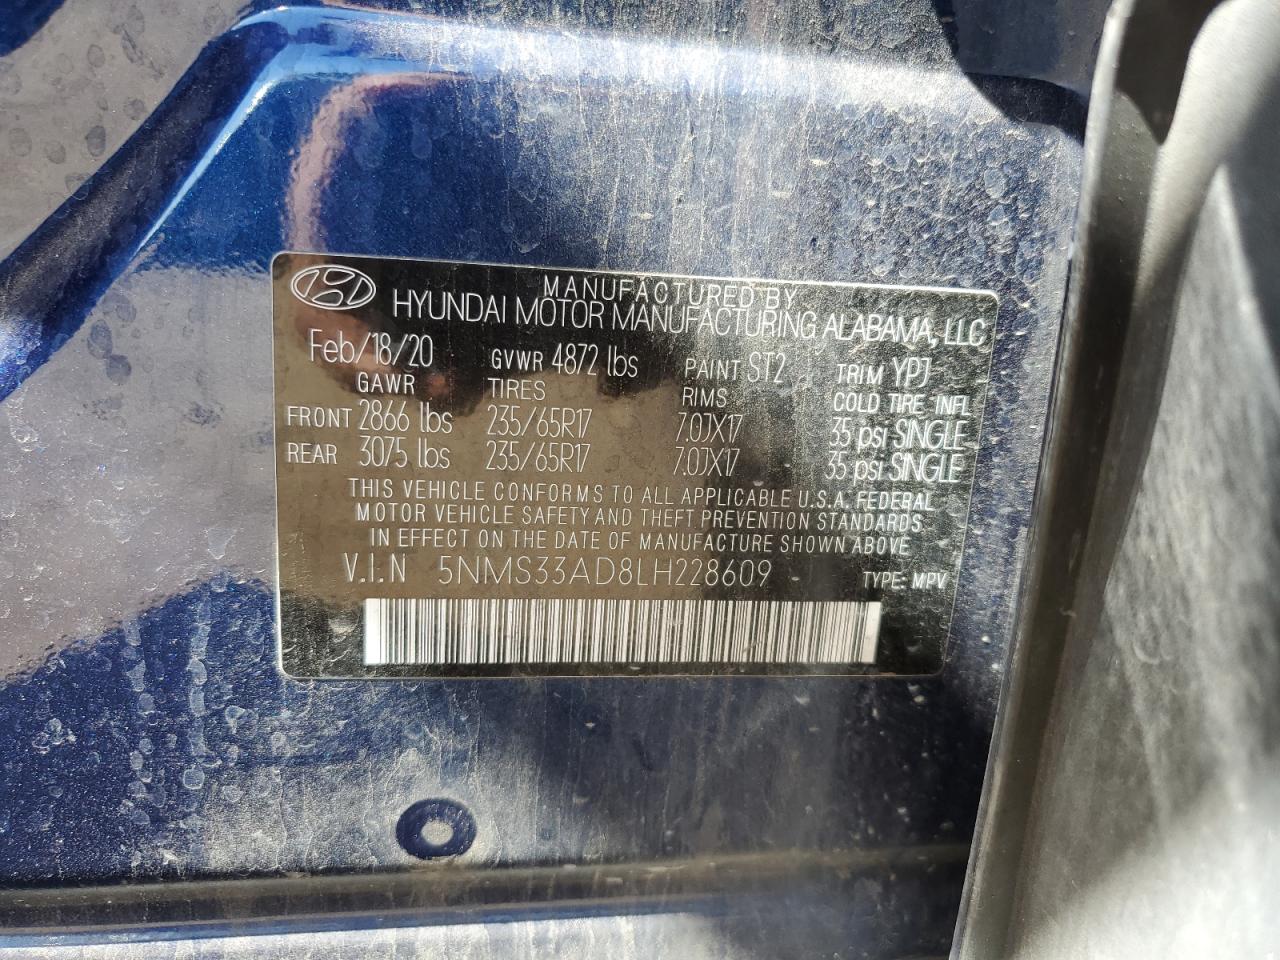 MANUFACTURED BY
HYUNDAI MOTOR MANUFACTURING ALABAMA, LLC
Feb/18/20 GVWR 4872 lbs PAINT ST2 TRIM YPJ
GAWR TIRES RIMS COLD TIRE INFL
FRONT 2866 lbs 235/65R17 7.0JX17 35 psi SINGLE
REAR 3075 lbs 235/65R17 7.0JX17 35 psi SINGLE
THIS VEHICLE CONFORMS TO ALL APPLICABLE U.S.A. FEDERAL
MOTOR VEHICLE SAFETY AND THEFT PREVENTION STANDARDS
IN EFFECT ON THE DATE OF MANUFACTURE SHOWN ABOVE
V.I.N 5NMS33AD8LH228609 TYPE: MPV